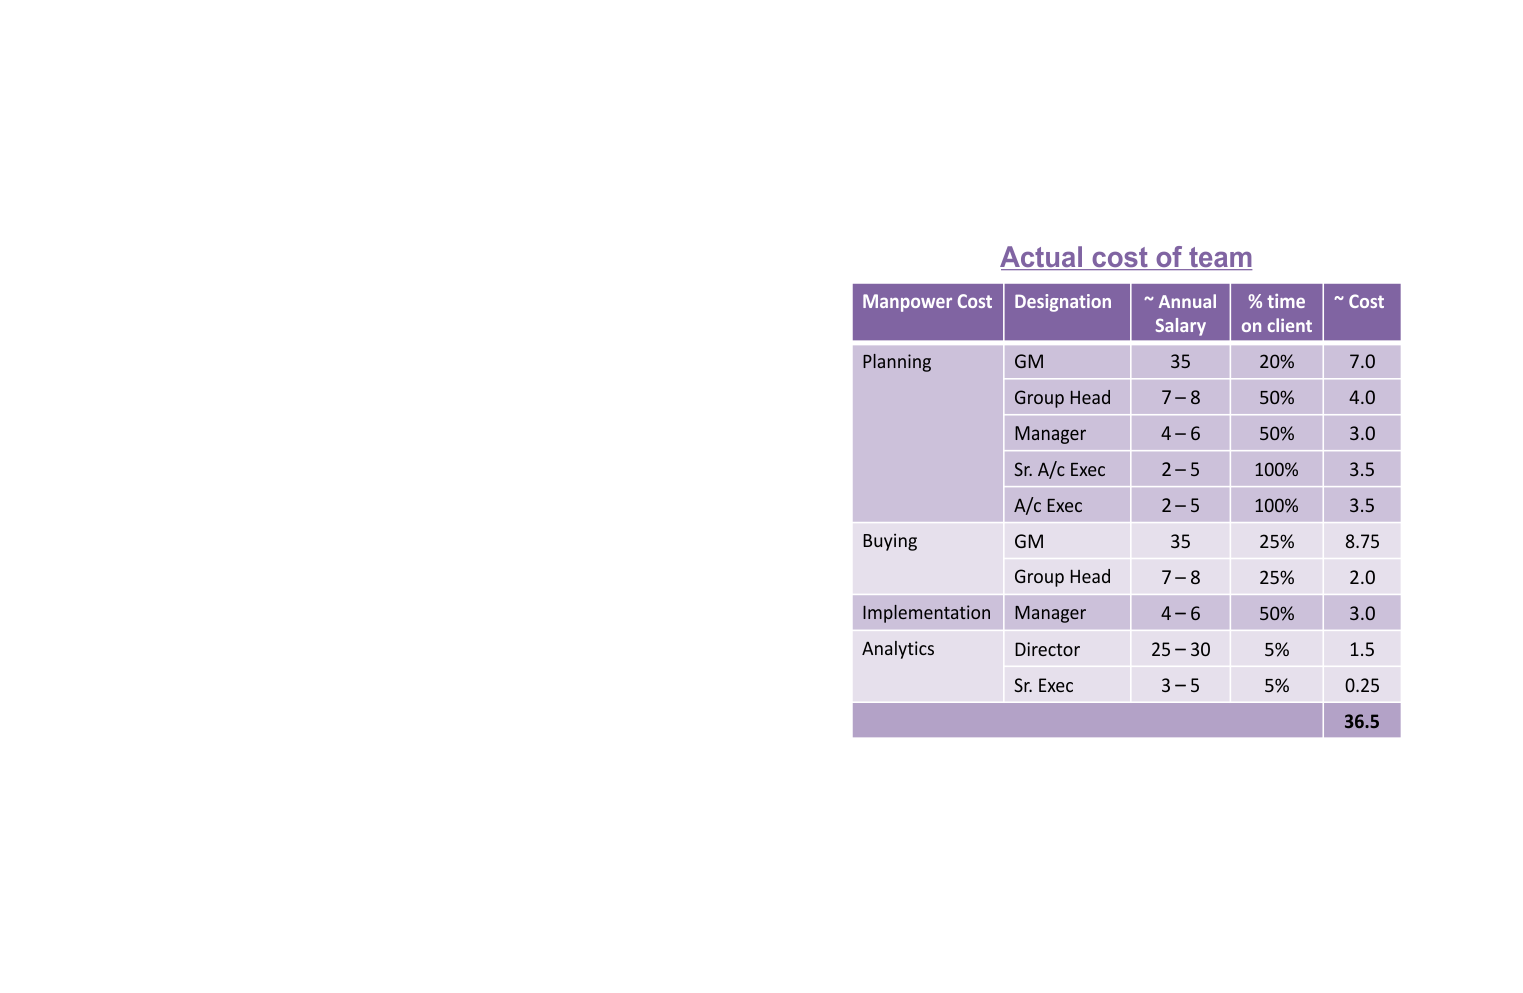 Actual cost of team
Manpower Cost Designation ~ Annual Salary % time on client ~ Cost
Planning GM 35 20% 7.0
Group Head 7 – 8 50% 4.0
Manager 4 – 6 50% 3.0
Sr. A/c Exec 2 – 5 100% 3.5
A/c Exec 2 – 5 100% 3.5
Buying GM 35 25% 8.75
Group Head 7 – 8 25% 2.0
Implementation Manager 4 – 6 50% 3.0
Analytics Director 25 – 30 5% 1.5
Sr. Exec 3 – 5 5% 0.25
36.5